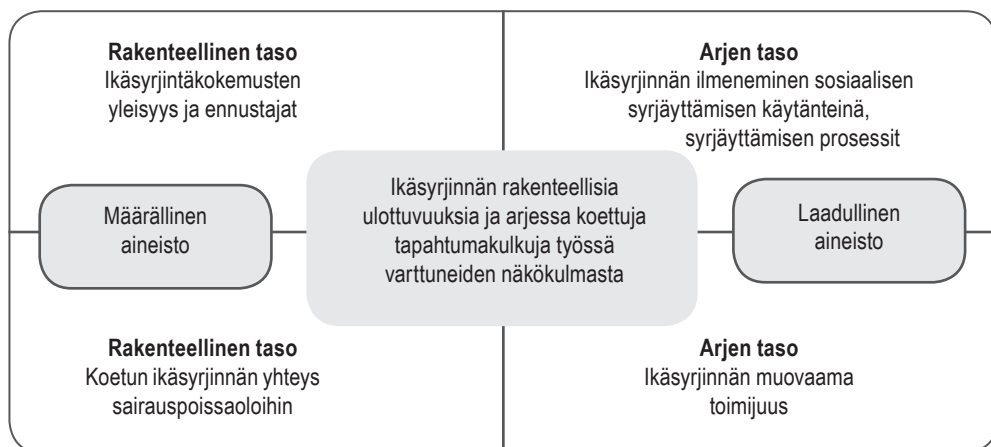 Rakenteellinen taso
Ikäsyrjintäkokemusten
yleisyys ja ennustajat
Arjen taso
Ikäsyrjinnän ilmeneminen sosiaalisen
syrjäyttämisen käytänteinä,
syrjäyttämisen prosessit
Määrällinen
aineisto
Ikäsyrjinnän rakenteellisia
ulottuvuuksia ja arjessa koettuja
tapahtumakulkuja työssä
varttuneiden näkökulmasta
Laadullinen
aineisto
Rakenteellinen taso
Koetun ikäsyrjinnän yhteys
sairauspoissaoloihin
Arjen taso
Ikäsyrjinnän muovaama
toimijuus